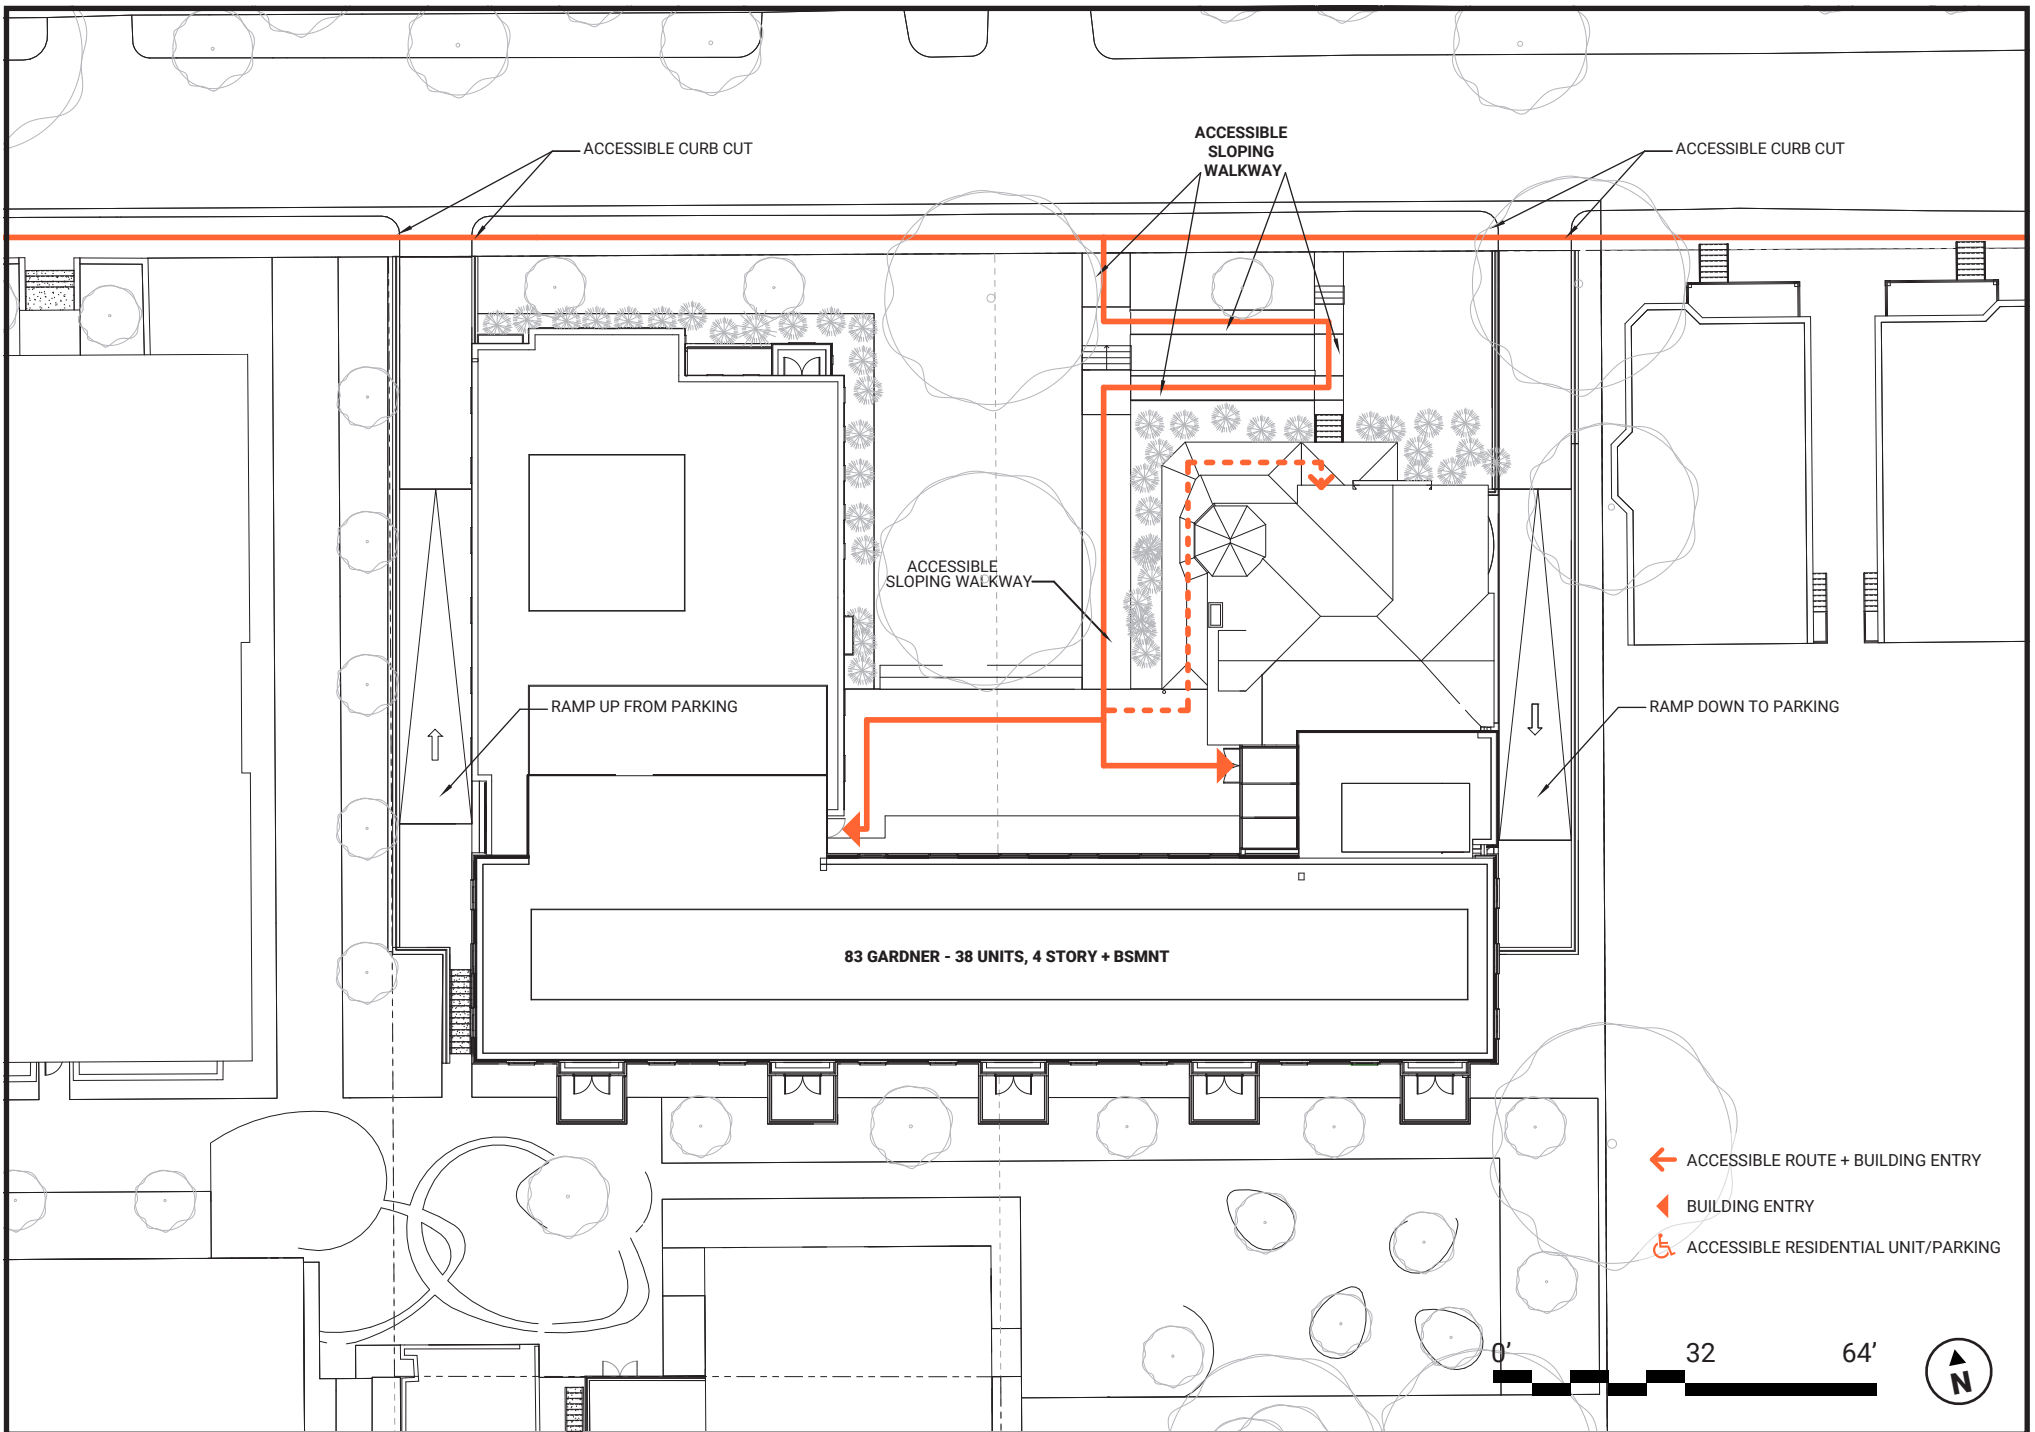 ACCESSIBLE CURB CUT
ACCESSIBLE
SLOPING
WALKWAY
ACCESSIBLE CURB CUT
ACCESSIBLE
SLOPING WALKWAY
RAMP UP FROM PARKING
RAMP DOWN TO PARKING
83 GARDNER - 38 UNITS, 4 STORY + BSMNT
ACCESSIBLE ROUTE + BUILDING ENTRY
BUILDING ENTRY
ACCESSIBLE RESIDENTIAL UNIT/PARKING
0' 32 64'
N